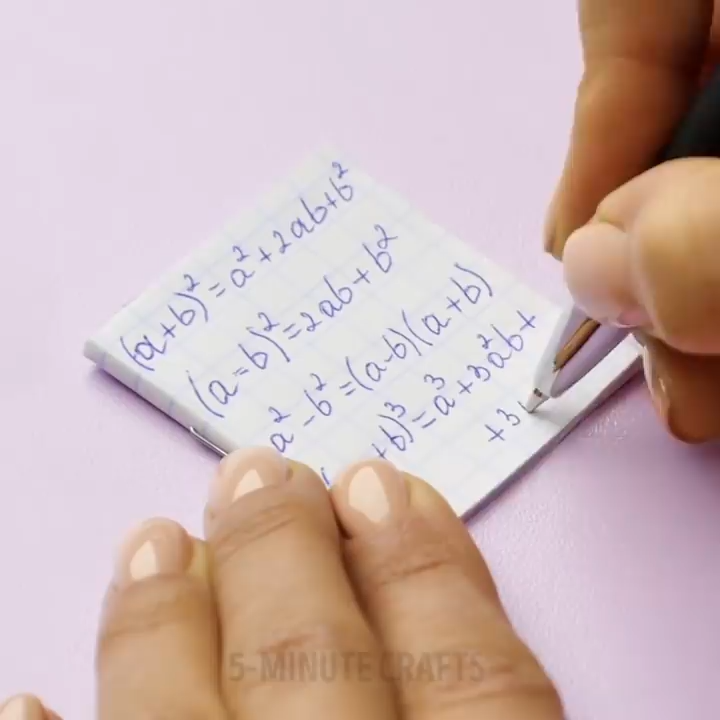 (a+b)²=a²+2ab+b²
(a-b)²=2ab+b²
a²-b²=(a-b)(a+b)
+b)³=a³+3a²b+
+3
5-MINUTE CRAFTS